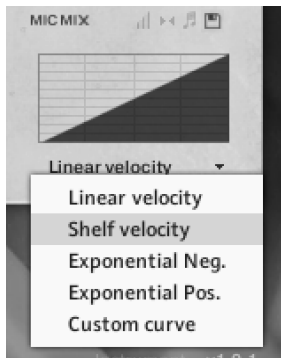 MIC MIX
Linear velocity
Linear velocity
Shelf velocity
Exponential Neg.
Exponential Pos.
Custom curve